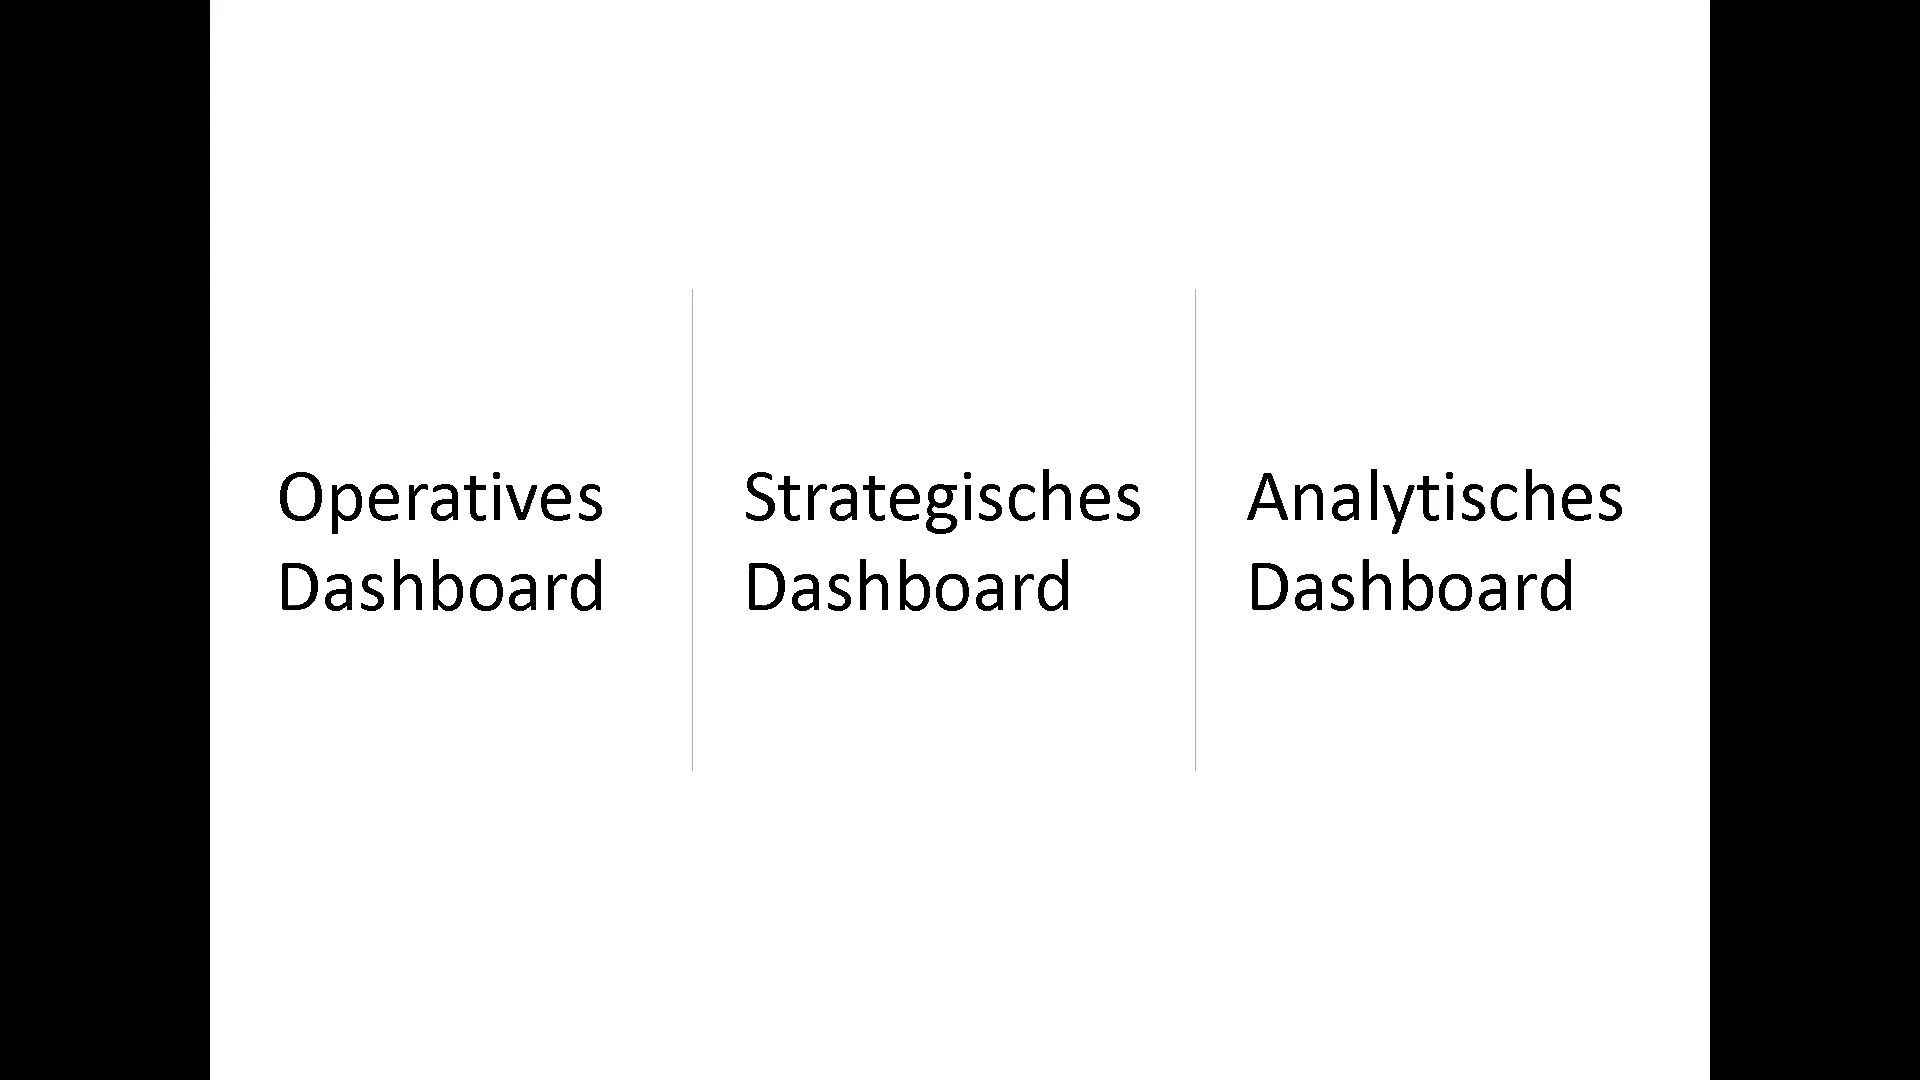 Operatives
Dashboard
Strategisches
Dashboard
Analytisches
Dashboard